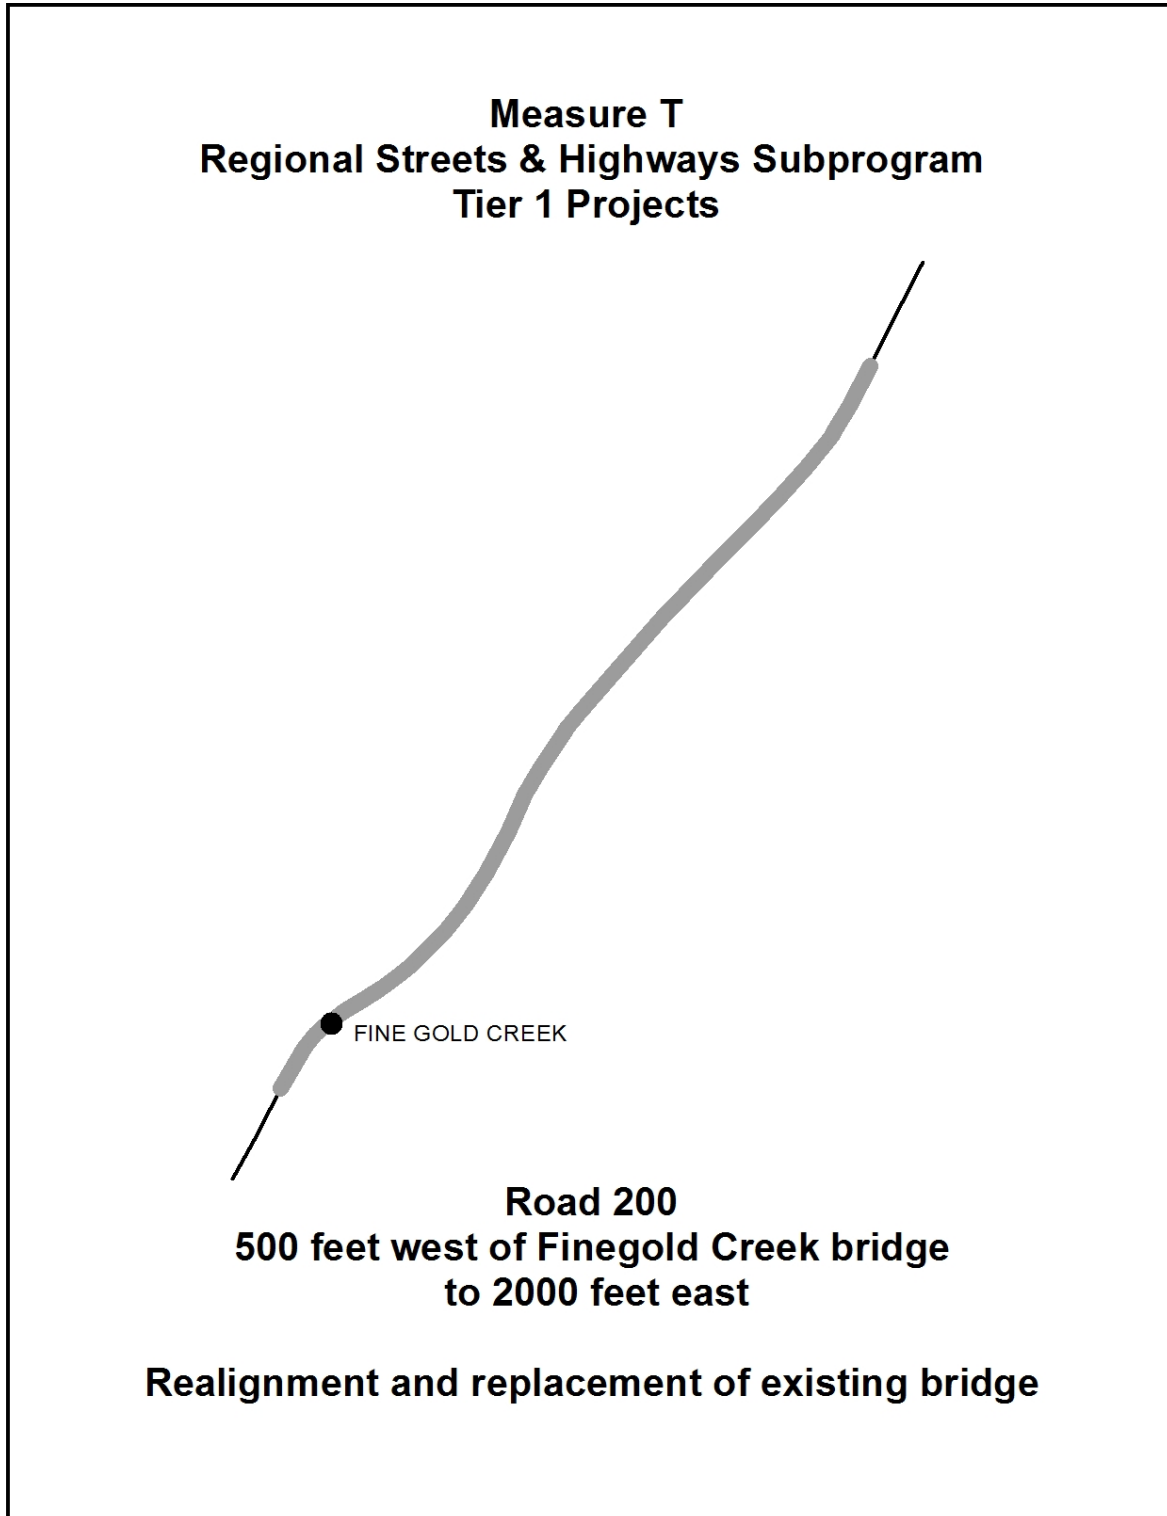 Measure T
Regional Streets & Highways Subprogram
Tier 1 Projects
FINE GOLD CREEK
Road 200
500 feet west of Finegold Creek bridge
to 2000 feet east
Realignment and replacement of existing bridge